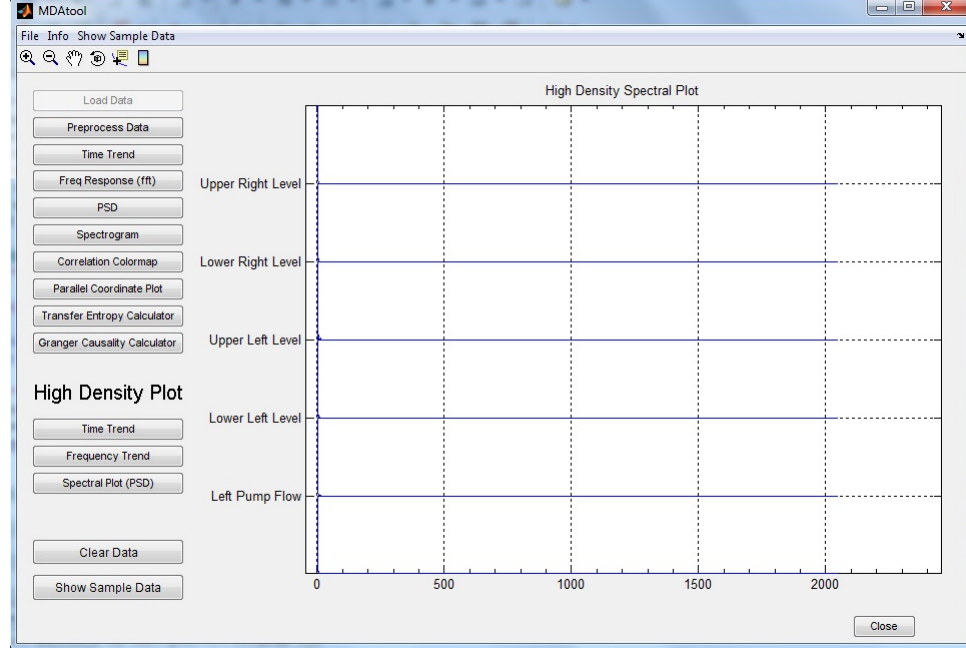 MDAtool
File Info Show Sample Data
High Density Spectral Plot
Load Data
Preprocess Data
Time Trend
Freq Response (fft)
PSD
Spectrogram
Correlation Colormap
Parallel Coordinate Plot
Transfer Entropy Calculator
Granger Causality Calculator
High Density Plot
Time Trend
Frequency Trend
Spectral Plot (PSD)
Clear Data
Show Sample Data
Upper Right Level
Lower Right Level
Upper Left Level
Lower Left Level
Left Pump Flow
0 500 1000 1500 2000
Close